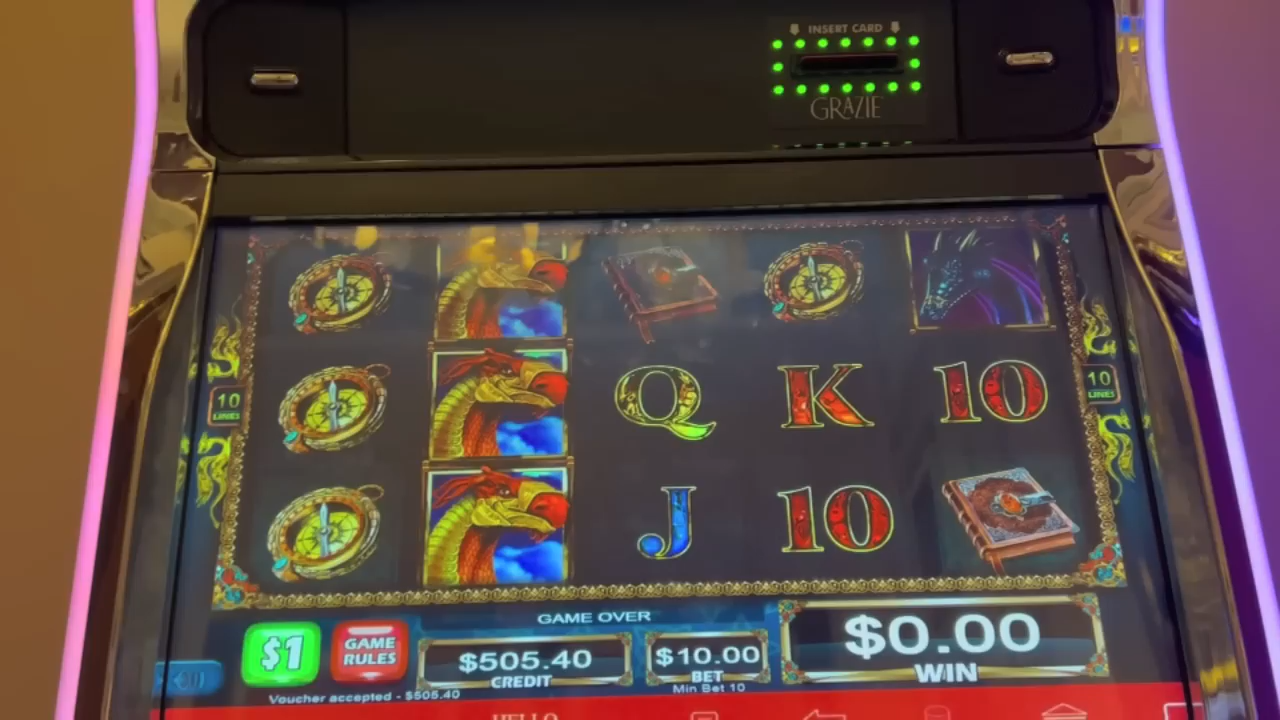 INSERT CARD
GRAZIE
Q K 10
10 LINES
10 LINES
J 10
GAME OVER
$1
GAME RULES
$505.40
CREDIT
$10.00
BET
Min Bet 10
$0.00
WIN
Voucher accepted - $505.40
HELLO